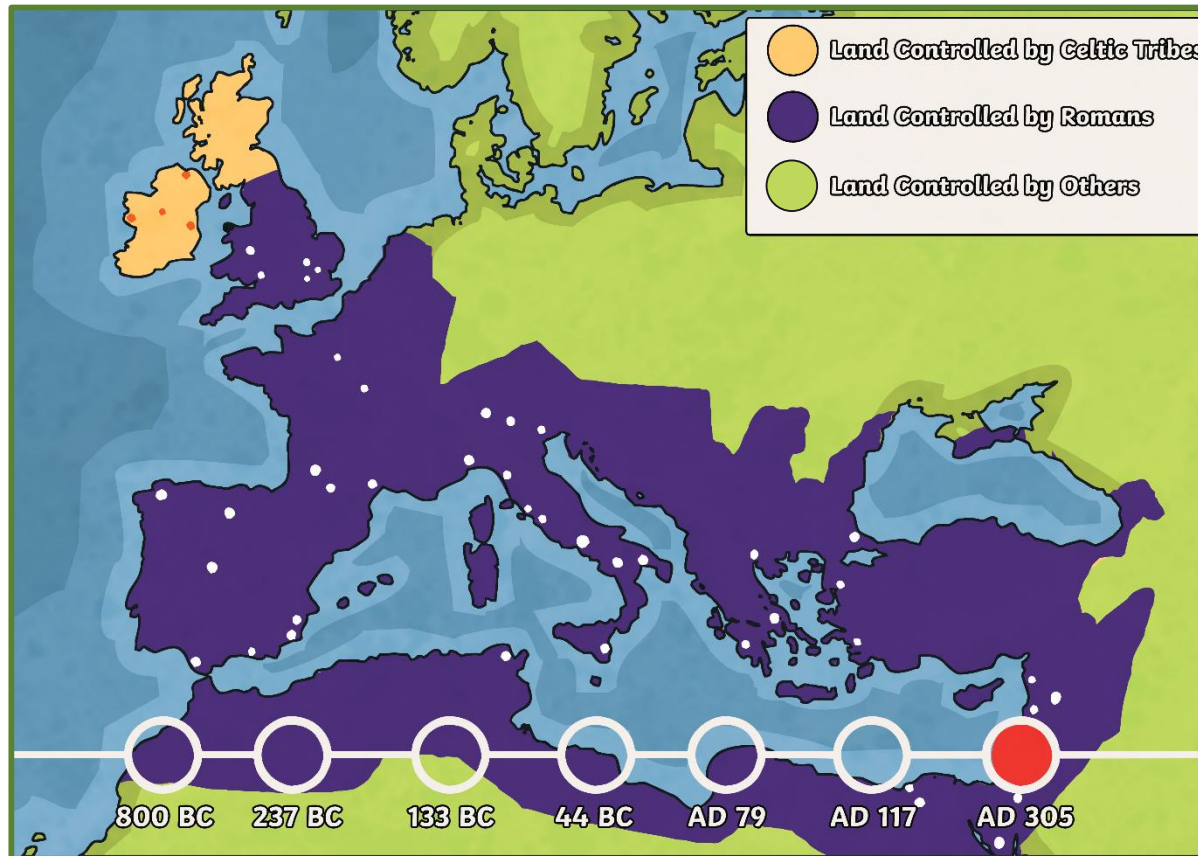 Land Controlled by Celtic Tribes
Land Controlled by Romans
Land Controlled by Others
800 BC 237 BC 133 BC 44 BC AD 79 AD 117 AD 305